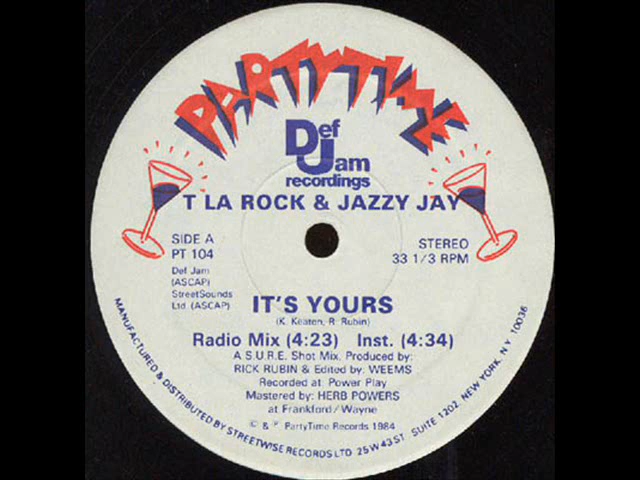 PARTYTIME
Def
Jam
recordings
T LA ROCK & JAZZY JAY
SIDE A
PT 104
Def Jam
(ASCAP)
StreetSounds
Ltd. (ASCAP)
STEREO
33 1/3 RPM
IT'S YOURS
(K. Keaten, R. Rubin)
Radio Mix (4:23) Inst. (4:34)
A S.U.R.E. Shot Mix, Produced by:
RICK RUBIN & Edited by: WEEMS
Recorded at: Power Play
Mastered by: HERB POWERS
at Frankford/Wayne
© & ℗ PartyTime Records 1984
MANUFACTURED & DISTRIBUTED BY STREETWISE RECORDS LTD 25 W 43 ST. SUITE 1202, NEW YORK, N.Y. 10036